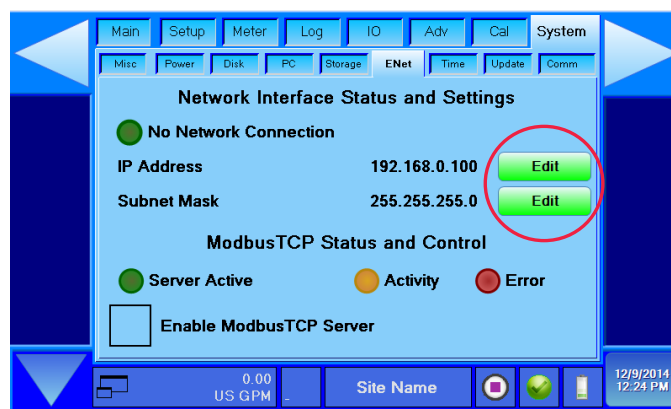 Main Setup Meter Log IO Adv Cal System
Misc Power Disk PC Storage ENet Time Update Comm
Network Interface Status and Settings
No Network Connection
IP Address 192.168.0.100 Edit
Subnet Mask 255.255.255.0 Edit
ModbusTCP Status and Control
Server Active Activity Error
Enable ModbusTCP Server
0.00
US GPM - Site Name
12/9/2014
12:24 PM